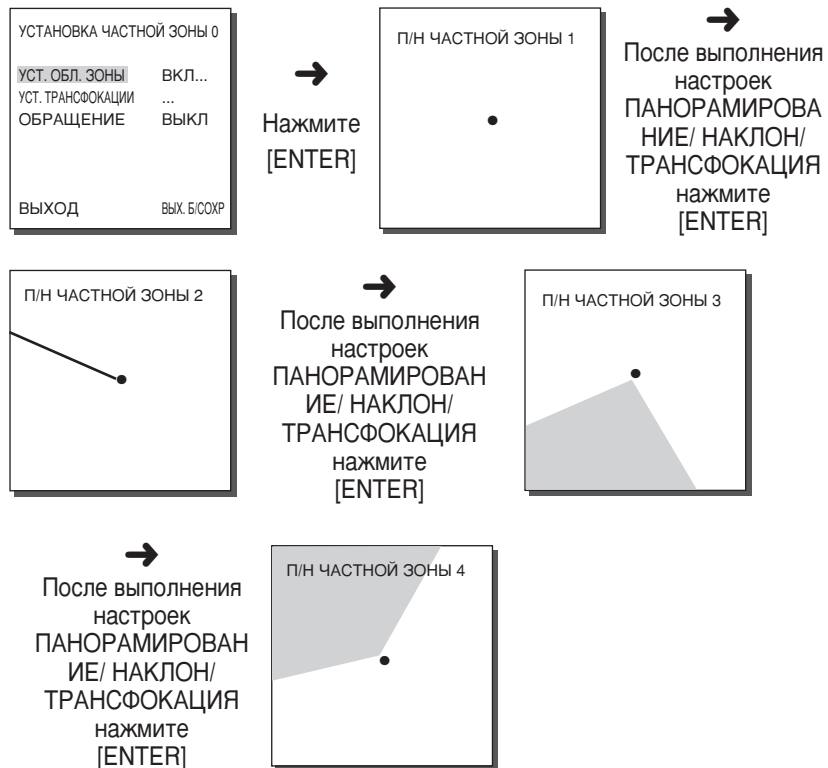 УСТАНОВКА ЧАСТНОЙ ЗОНЫ 0
УСТ. ОБЛ. ЗОНЫ ВКЛ...
УСТ. ТРАНСФОКАЦИИ ...
ОБРАЩЕНИЕ ВЫКЛ
ВЫХОД ВЫХ. Б/СОХР
Нажмите
[ENTER]
П/Н ЧАСТНОЙ ЗОНЫ 1
После выполнения
настроек
ПАНОРАМИРОВА
НИЕ/ НАКЛОН/
ТРАНСФОКАЦИЯ
нажмите
[ENTER]
П/Н ЧАСТНОЙ ЗОНЫ 2
После выполнения
настроек
ПАНОРАМИРОВАН
ИЕ/ НАКЛОН/
ТРАНСФОКАЦИЯ
нажмите
[ENTER]
П/Н ЧАСТНОЙ ЗОНЫ 3
После выполнения
настроек
ПАНОРАМИРОВАН
ИЕ/ НАКЛОН/
ТРАНСФОКАЦИЯ
нажмите
[ENTER]
П/Н ЧАСТНОЙ ЗОНЫ 4